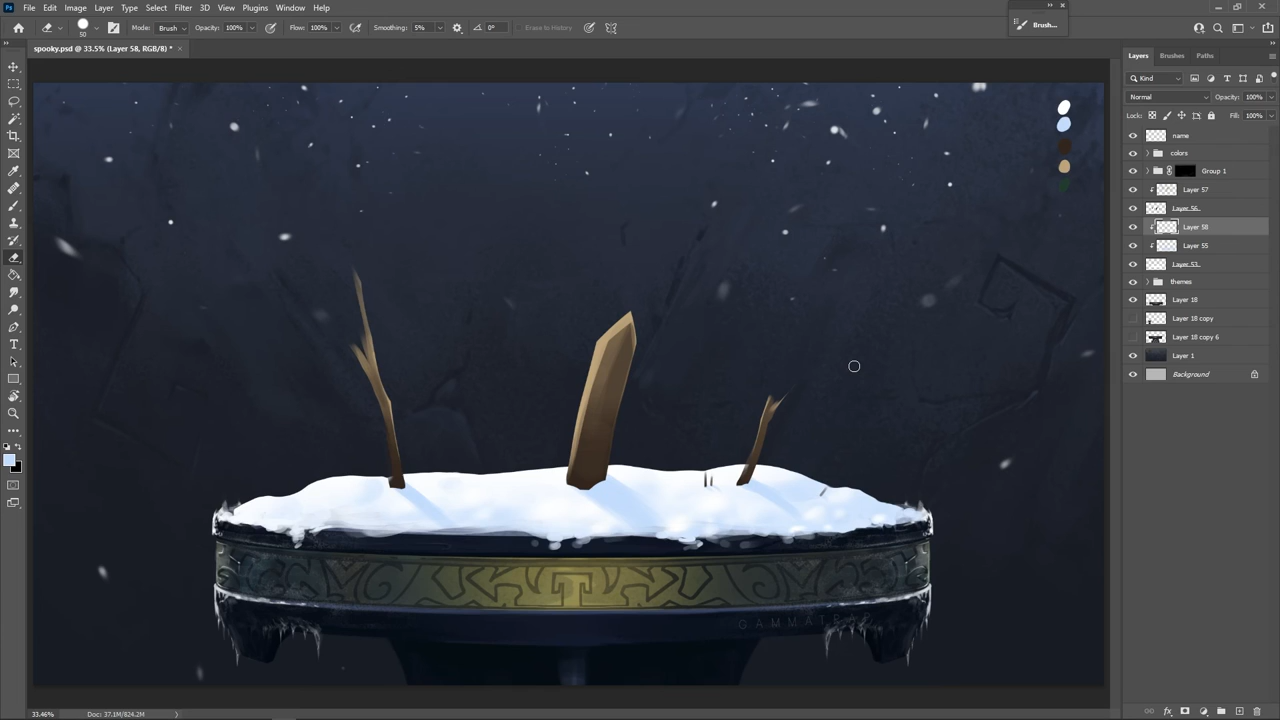 Ps File Edit Image Layer Type Select Filter 3D View Plugins Window Help
Brush...
50 Mode: Brush Opacity: 100% Flow: 100% Smoothing: 5% 0° Erase to History
spooky.psd @ 33.5% (Layer 58, RGB/8) *
Layers Brushes Paths
Kind
Normal Opacity: 100%
Lock: Fill: 100%
name
colors
Group 1
Layer 57
Layer 56
Layer 58
Layer 55
Layer 53
themes
Layer 18
Layer 18 copy
Layer 18 copy 6
Layer 1
Background
33.46% Doc: 37.1M/824.2M